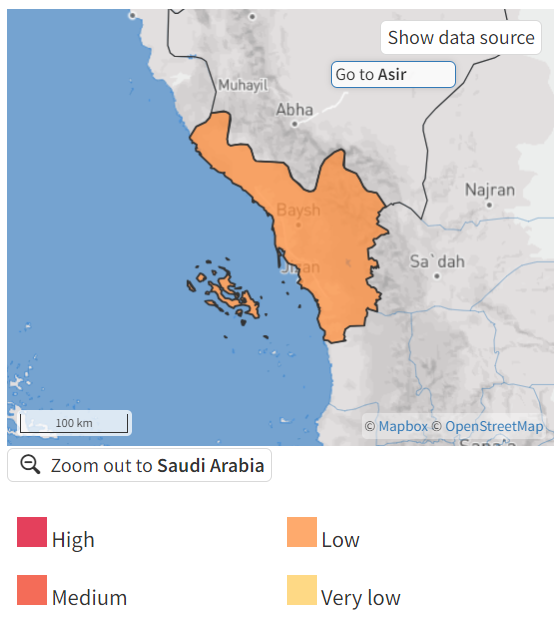 Show data source
Go to Asir
Muhayil
Abha
Najran
Baysh
Sa`dah
Jizan
100 km
© Mapbox © OpenStreetMap
Zoom out to Saudi Arabia
High
Low
Medium
Very low